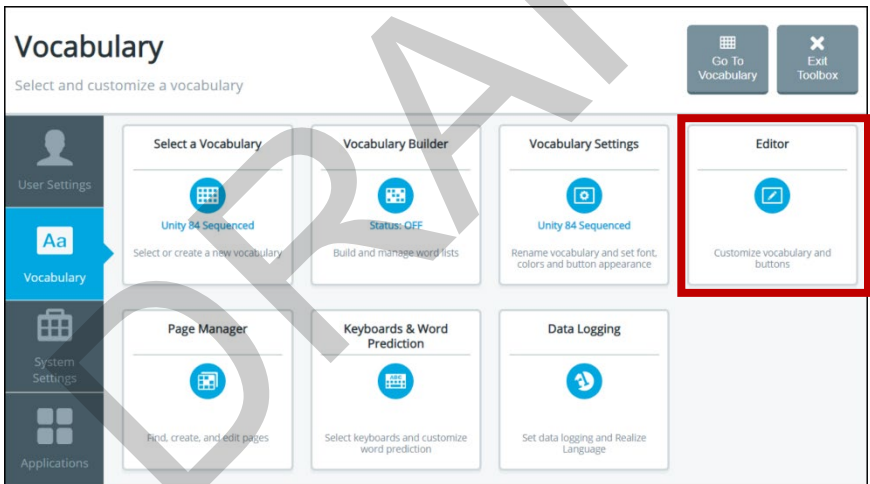 Vocabulary
Select and customize a vocabulary
Go To
Vocabulary
Exit
Toolbox
User Settings
Aa
Vocabulary
System
Settings
Applications
Select a Vocabulary
Unity 84 Sequenced
Select or create a new vocabulary
Vocabulary Builder
Status: OFF
Build and manage word lists
Vocabulary Settings
Unity 84 Sequenced
Rename vocabulary and set font,
colors and button appearance
Editor
Customize vocabulary and
buttons
Page Manager
Find, create, and edit pages
Keyboards & Word
Prediction
ABC
Select keyboards and customize
word prediction
Data Logging
Set data logging and Realize
Language
DRA